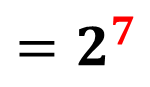 = 2⁷